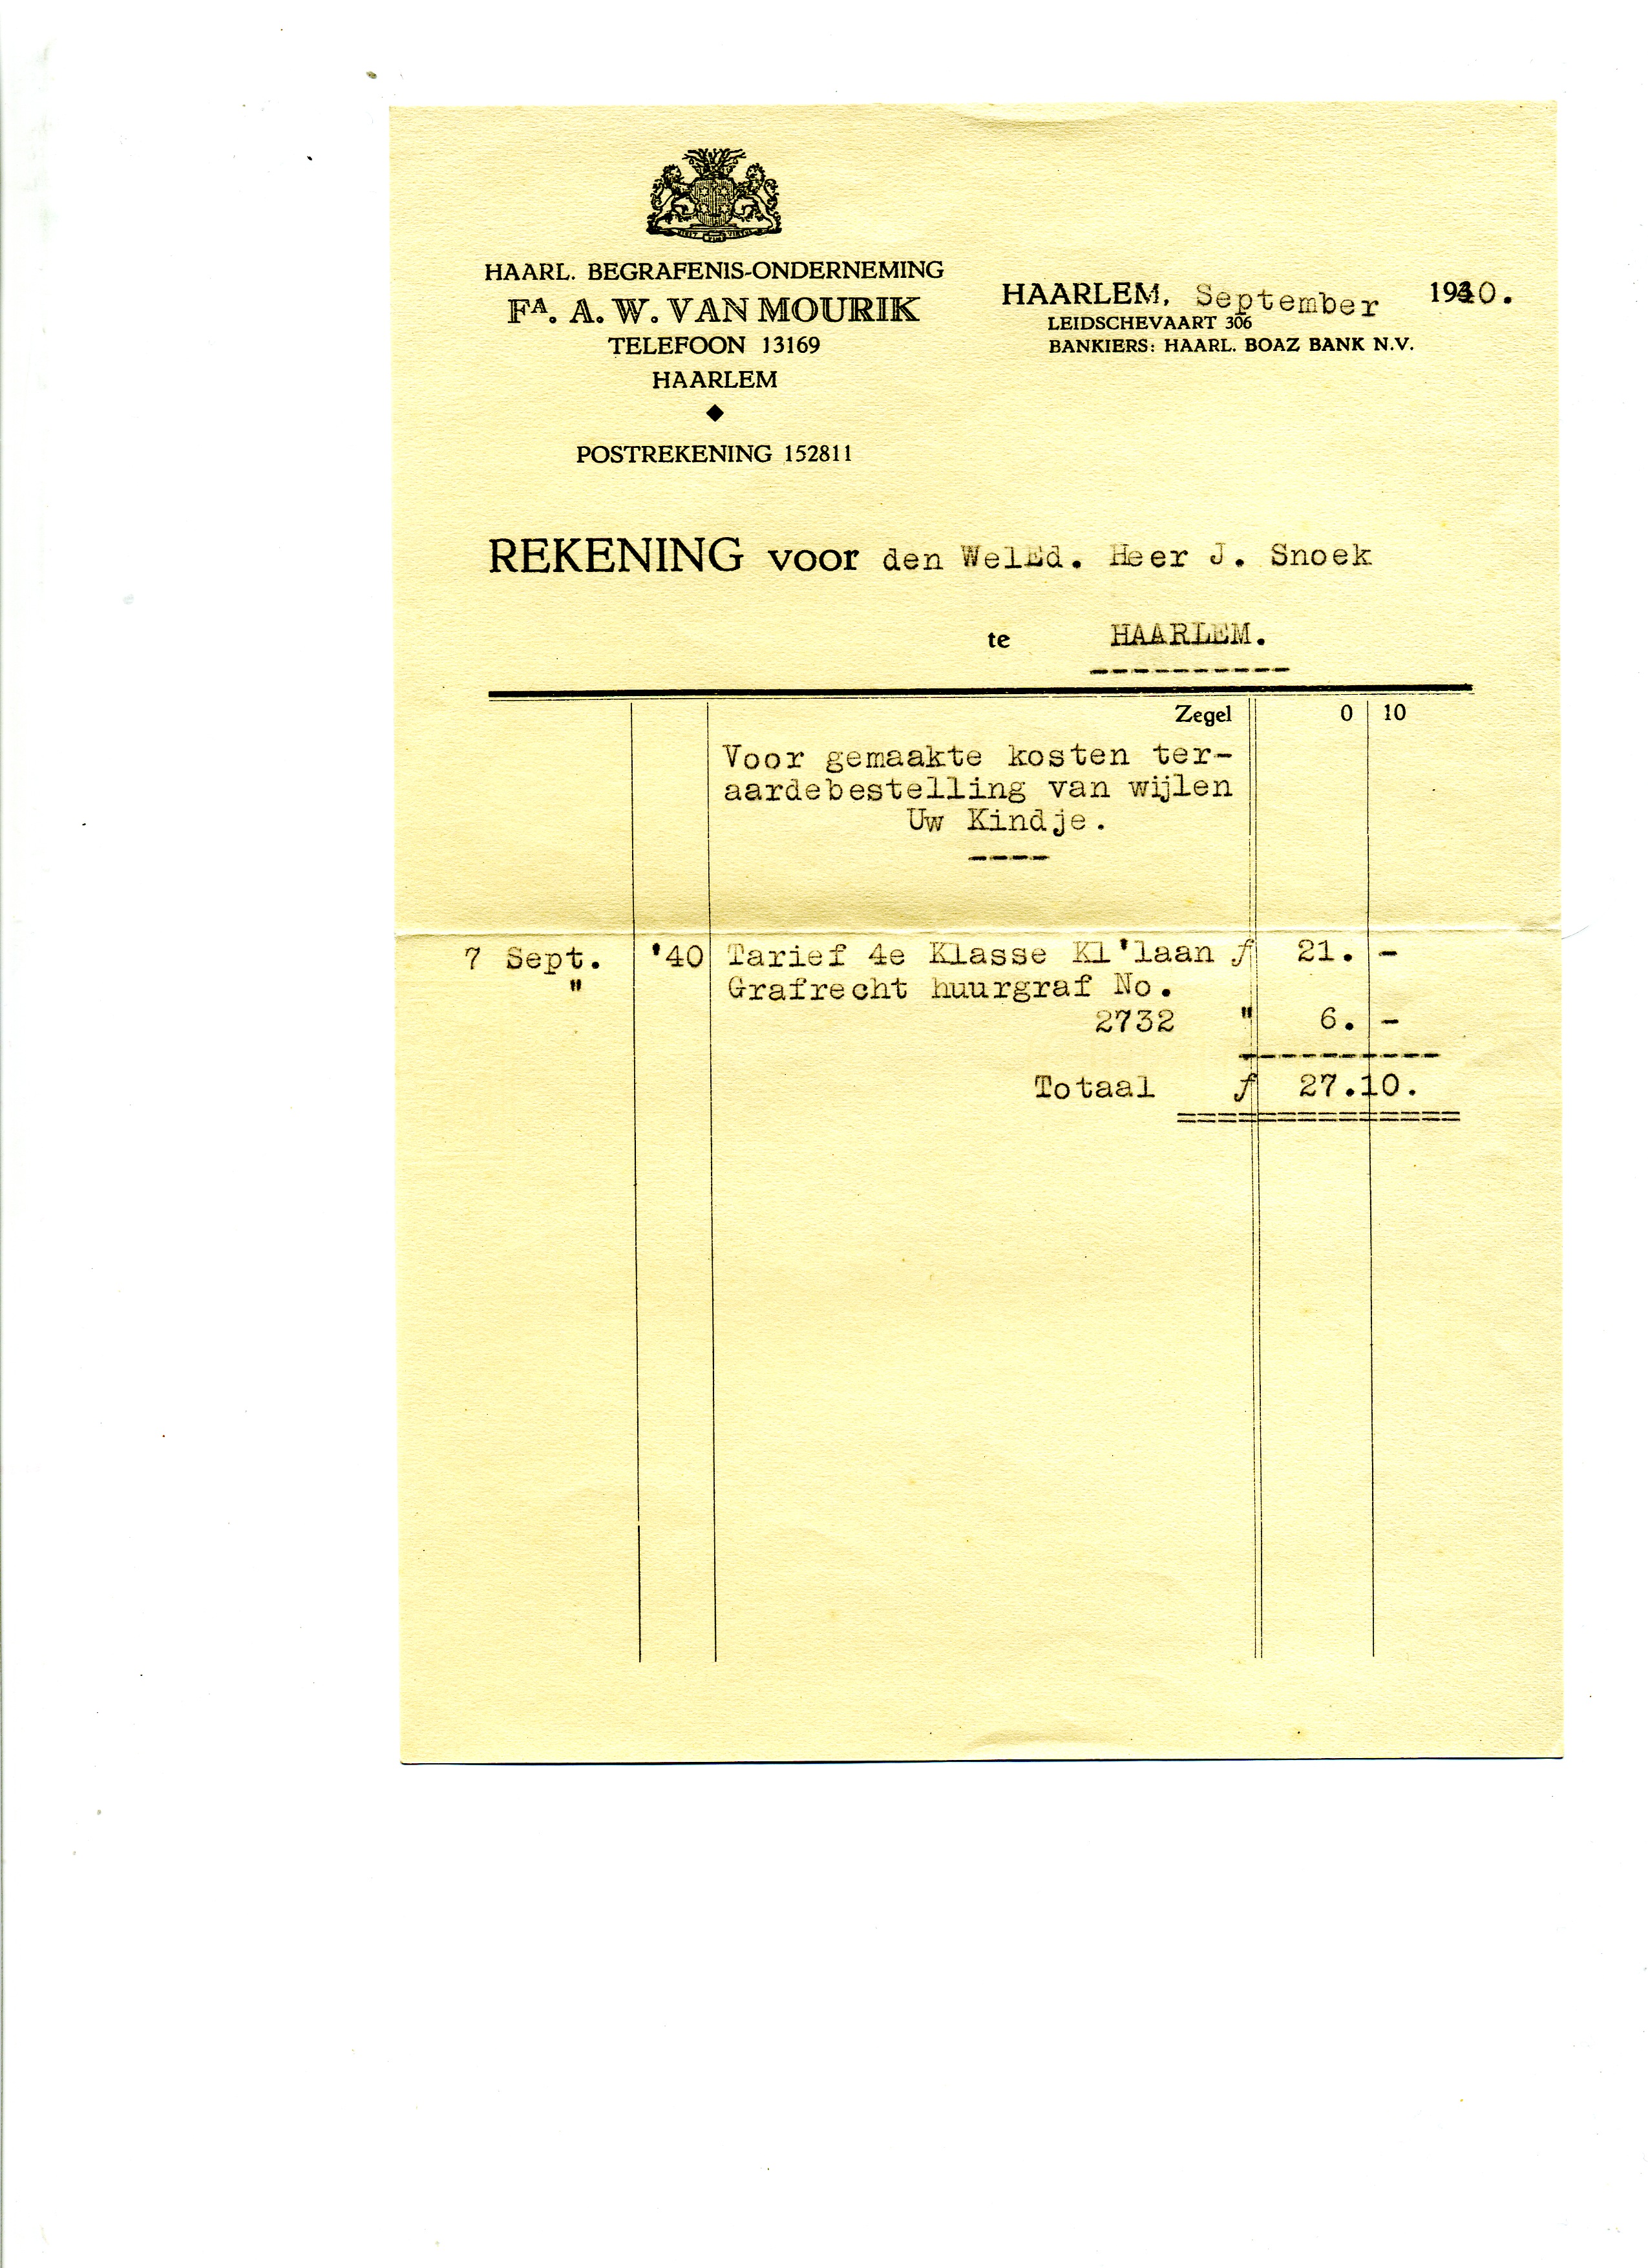 HAARL. BEGRAFENIS-ONDERNEMING
FA. A. W. VAN MOURIK
TELEFOON 13169
HAARLEM
POSTREKENING 152811
HAARLEM, September 1940.
LEIDSCHEVAART 306
BANKIERS: HAARL. BOAZ BANK N.V.
REKENING voor den WelEd. Heer J. Snoek
te HAARLEM.
Zegel 0 10
Voor gemaakte kosten ter-
aardebestelling van wijlen
Uw Kindje.
7 Sept. '40 Tarief 4e Klasse Kl'laan ƒ 21. -
" Grafrecht huurgraf No.
2732 " 6. -
Totaal ƒ 27.10.